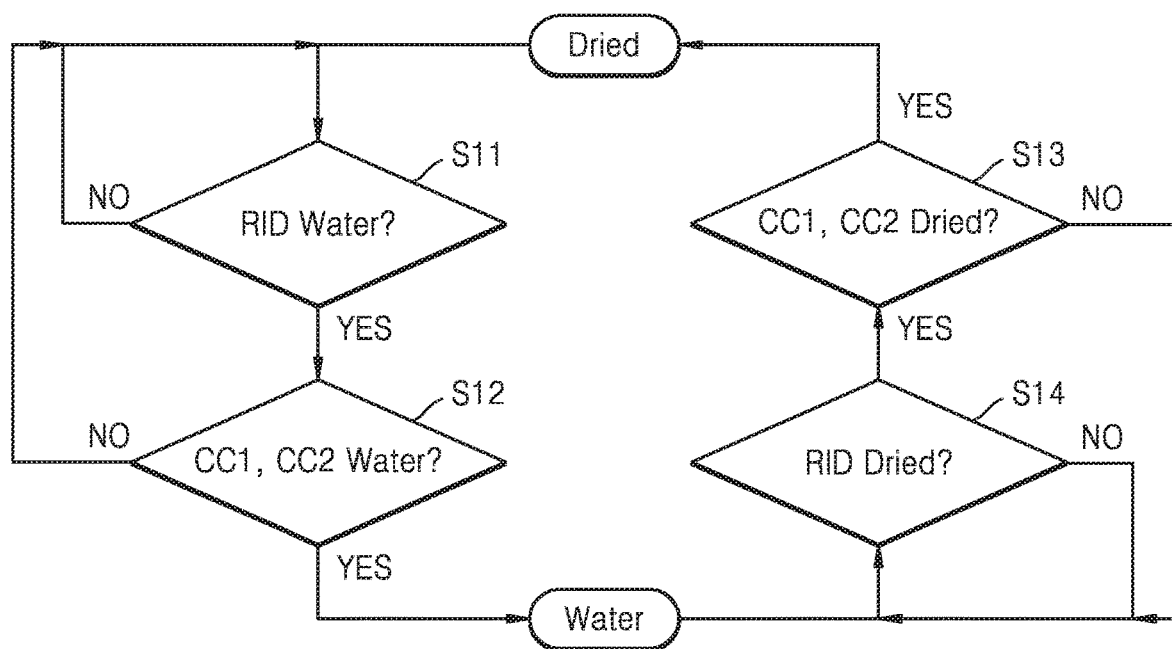 Dried
YES
S11
S13
NO
NO
RID Water?
CC1, CC2 Dried?
YES
YES
S12
S14
NO
NO
CC1, CC2 Water?
RID Dried?
YES
Water